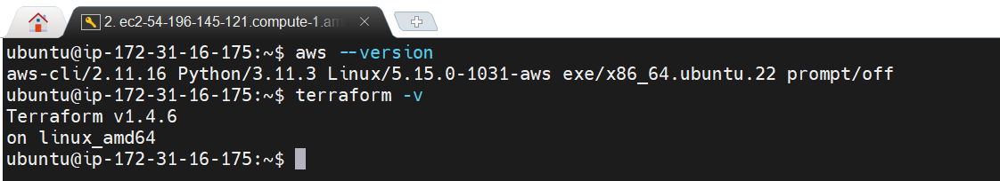 2. ec2-54-196-145-121.compute-1.am
ubuntu@ip-172-31-16-175:~$ aws --version
aws-cli/2.11.16 Python/3.11.3 Linux/5.15.0-1031-aws exe/x86_64.ubuntu.22 prompt/off
ubuntu@ip-172-31-16-175:~$ terraform -v
Terraform v1.4.6
on linux_amd64
ubuntu@ip-172-31-16-175:~$